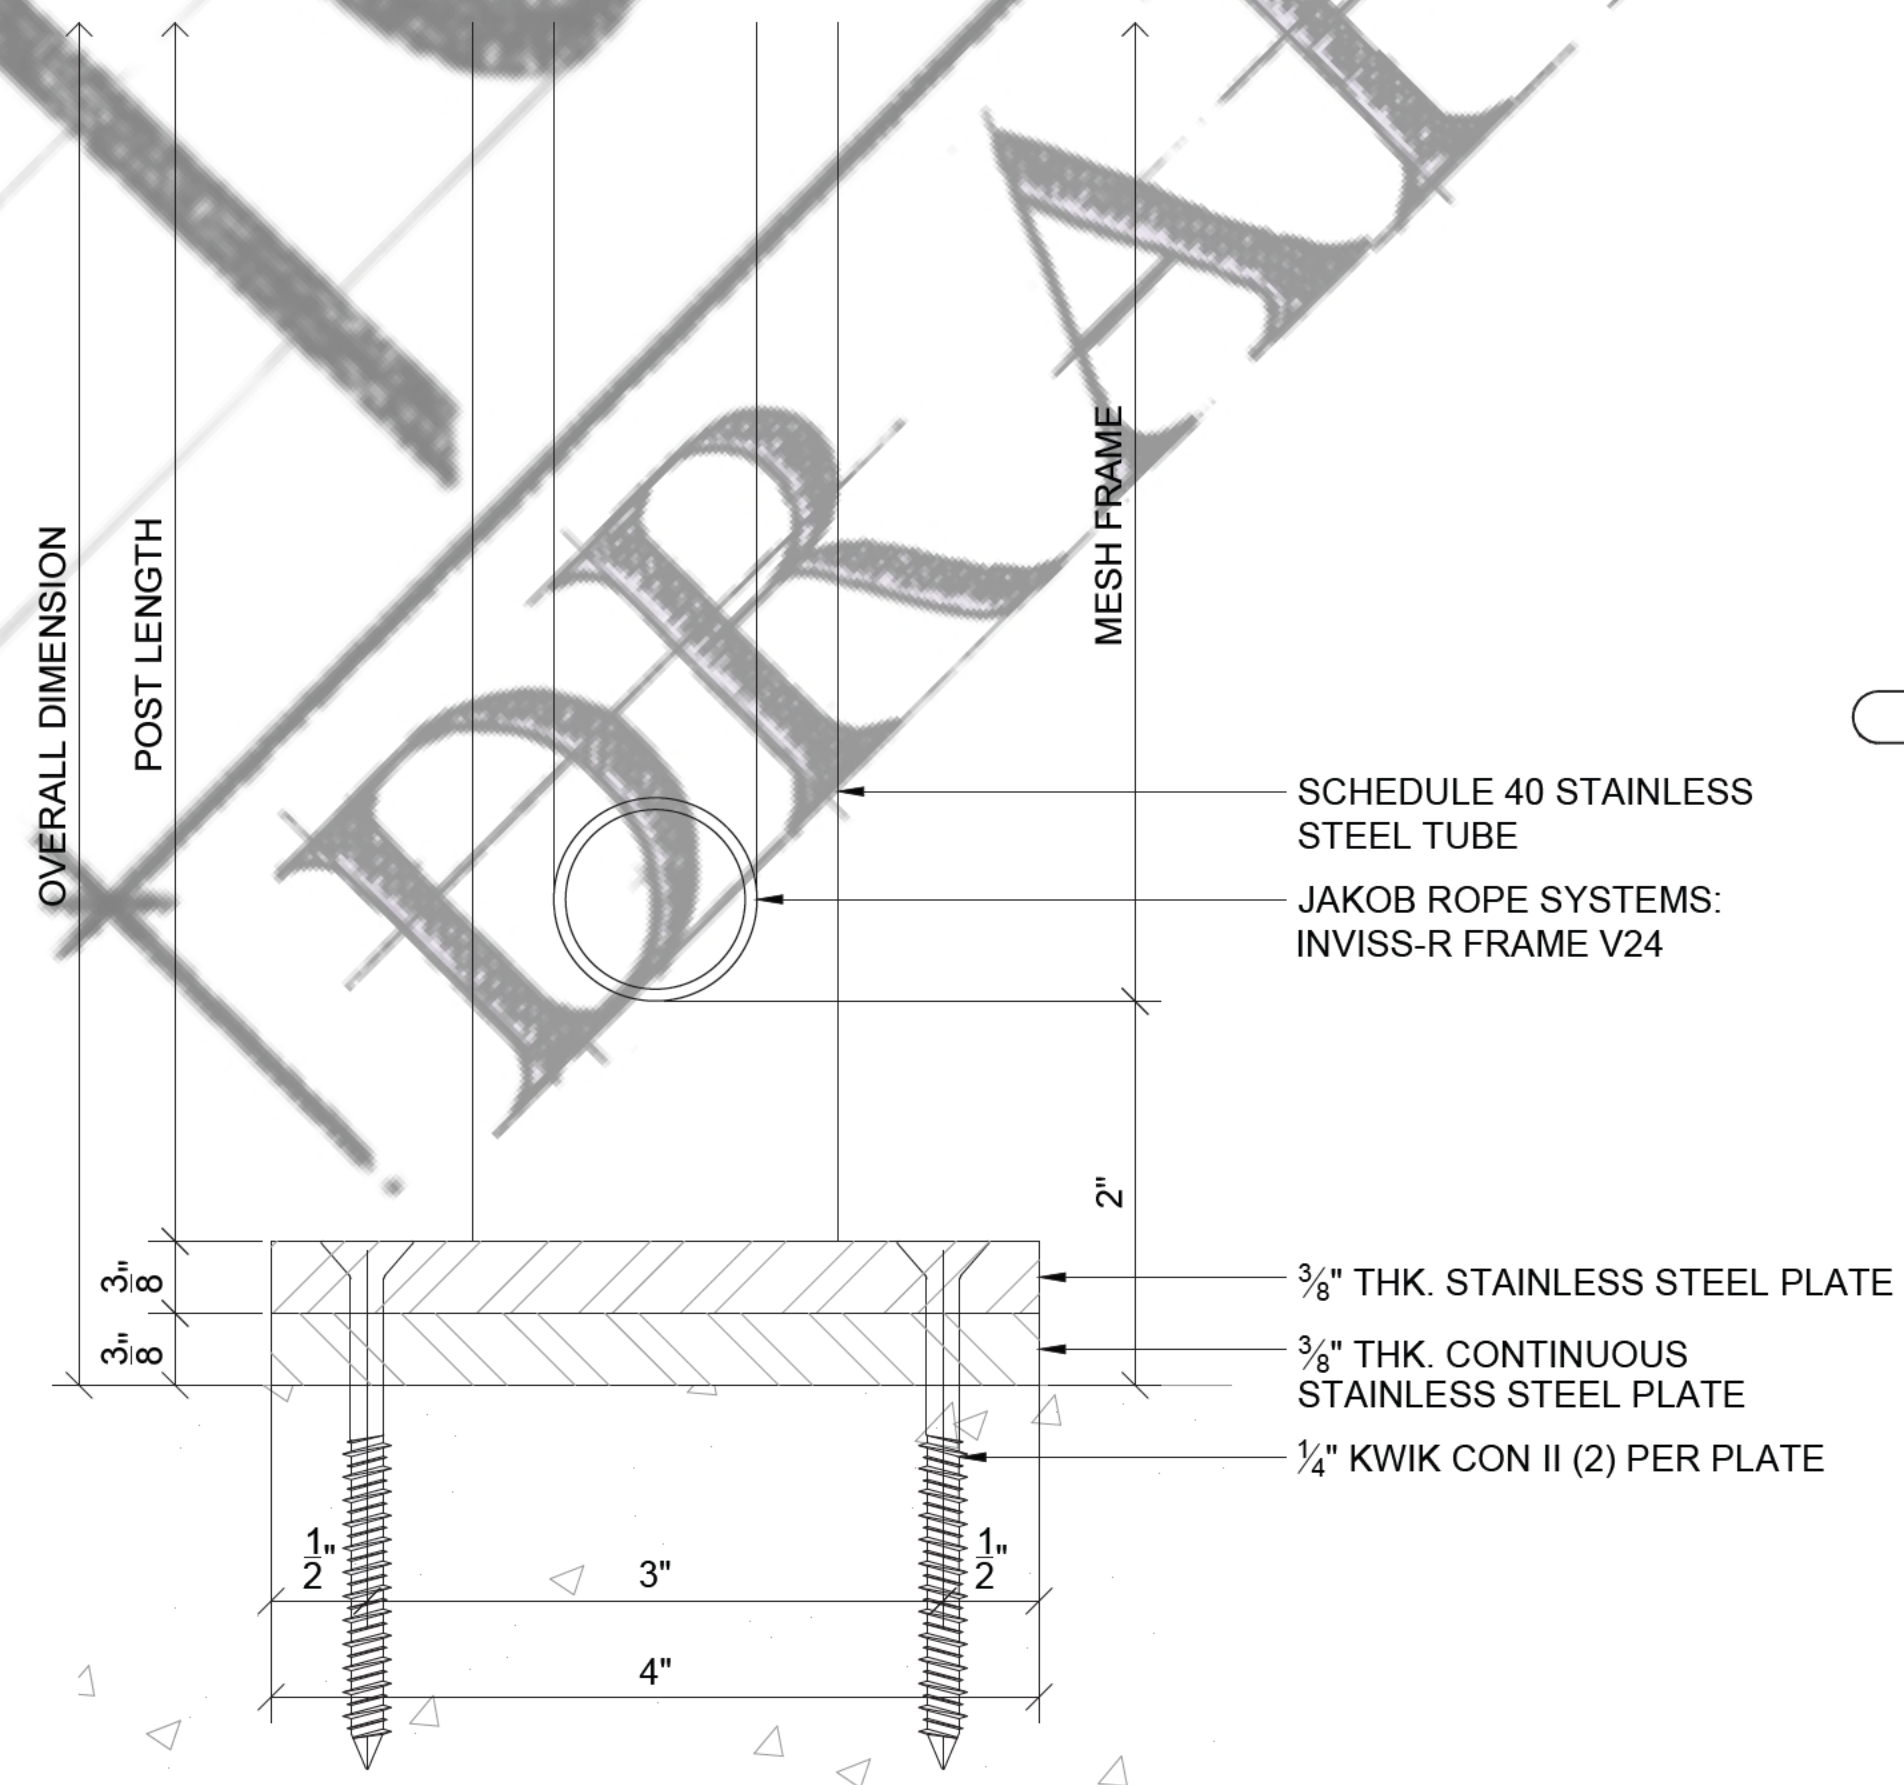 OVERALL DIMENSION
POST LENGTH
MESH FRAME
DRA
SCHEDULE 40 STAINLESS
STEEL TUBE
JAKOB ROPE SYSTEMS:
INVISS-R FRAME V24
2"
3/8"
3/8"
3/8" THK. STAINLESS STEEL PLATE
3/8" THK. CONTINUOUS
STAINLESS STEEL PLATE
1/4" KWIK CON II (2) PER PLATE
1/2"
3"
1/2"
4"